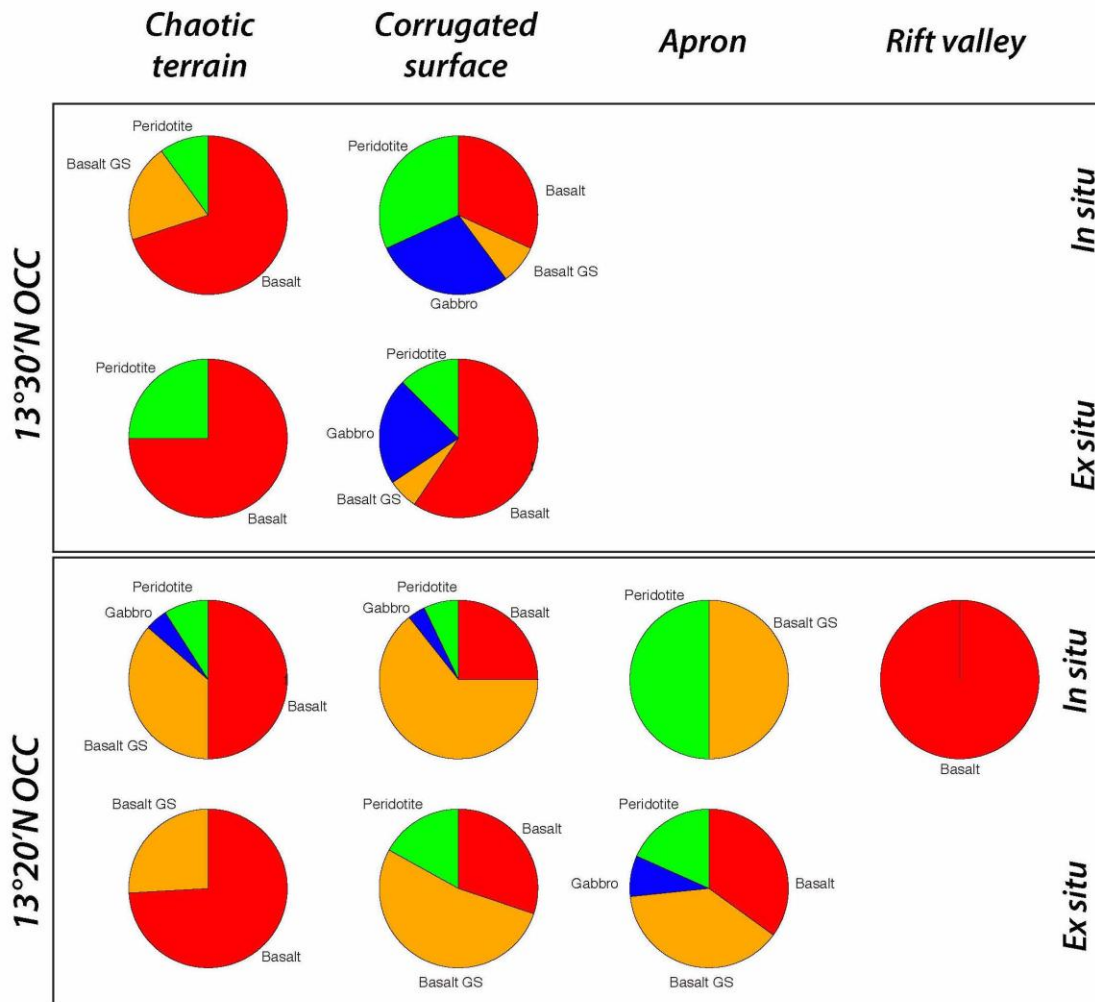 Chaotic
terrain
Corrugated
surface
Apron
Rift valley
13°30'N OCC
In situ
Peridotite
Basalt GS
Basalt
Peridotite
Basalt
Basalt GS
Gabbro
Ex situ
Peridotite
Basalt
Peridotite
Gabbro
Basalt GS
Basalt
13°20'N OCC
In situ
Peridotite
Gabbro
Basalt GS
Basalt
Peridotite
Gabbro
Basalt
Peridotite
Basalt GS
Basalt
Ex situ
Basalt GS
Basalt
Peridotite
Basalt
Basalt GS
Peridotite
Gabbro
Basalt
Basalt GS